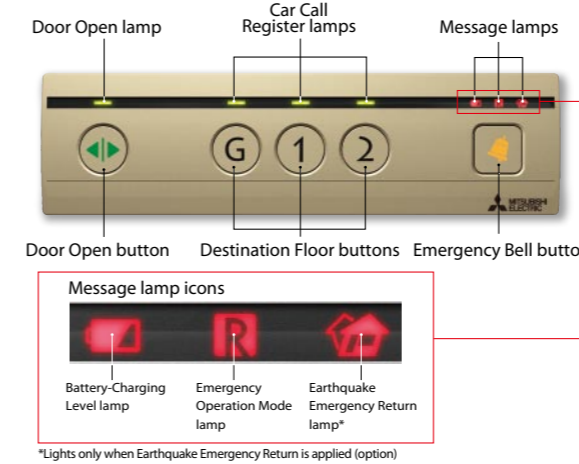 Car Call
Door Open lamp
Register lamps
Message lamps
G
1
2
MITSUBISHI
ELECTRIC
Door Open button
Destination Floor buttons
Emergency Bell butto
Message lamp icons
R
Battery-Charging
Level lamp
Emergency
Operation Mode
lamp
Earthquake
Emergency Return
lamp*
*Lights only when Earthquake Emergency Return is applied (option)